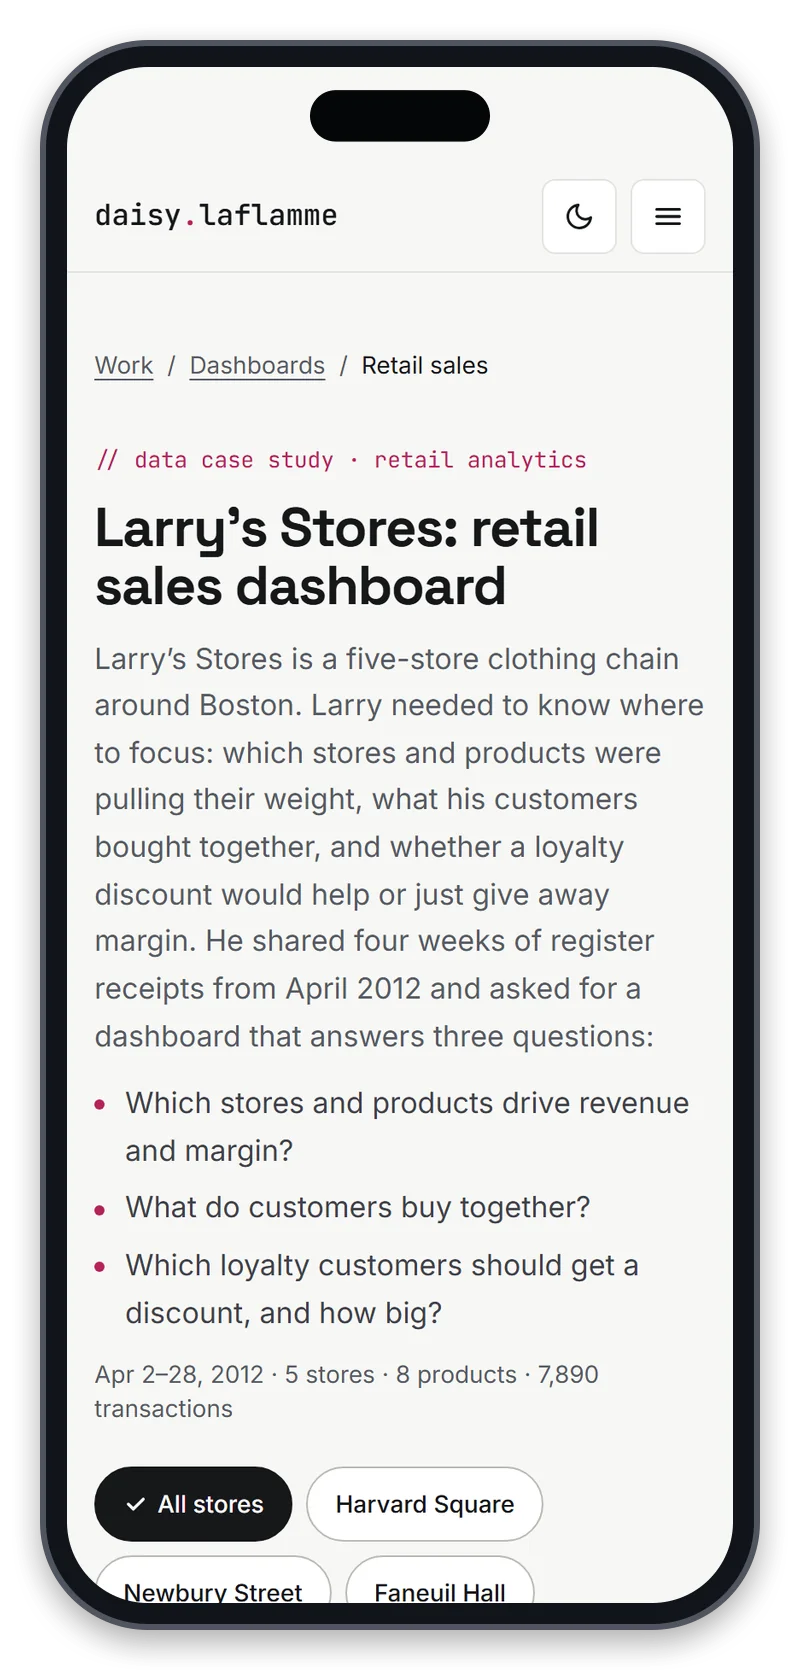 daisy.laflamme
Work / Dashboards / Retail sales
// data case study · retail analytics
Larry’s Stores: retail
sales dashboard
Larry’s Stores is a five-store clothing chain
around Boston. Larry needed to know where
to focus: which stores and products were
pulling their weight, what his customers
bought together, and whether a loyalty
discount would help or just give away
margin. He shared four weeks of register
receipts from April 2012 and asked for a
dashboard that answers three questions:
• Which stores and products drive revenue
and margin?
• What do customers buy together?
• Which loyalty customers should get a
discount, and how big?
Apr 2–28, 2012 · 5 stores · 8 products · 7,890
transactions
✓ All stores Harvard Square
Newbury Street Faneuil Hall